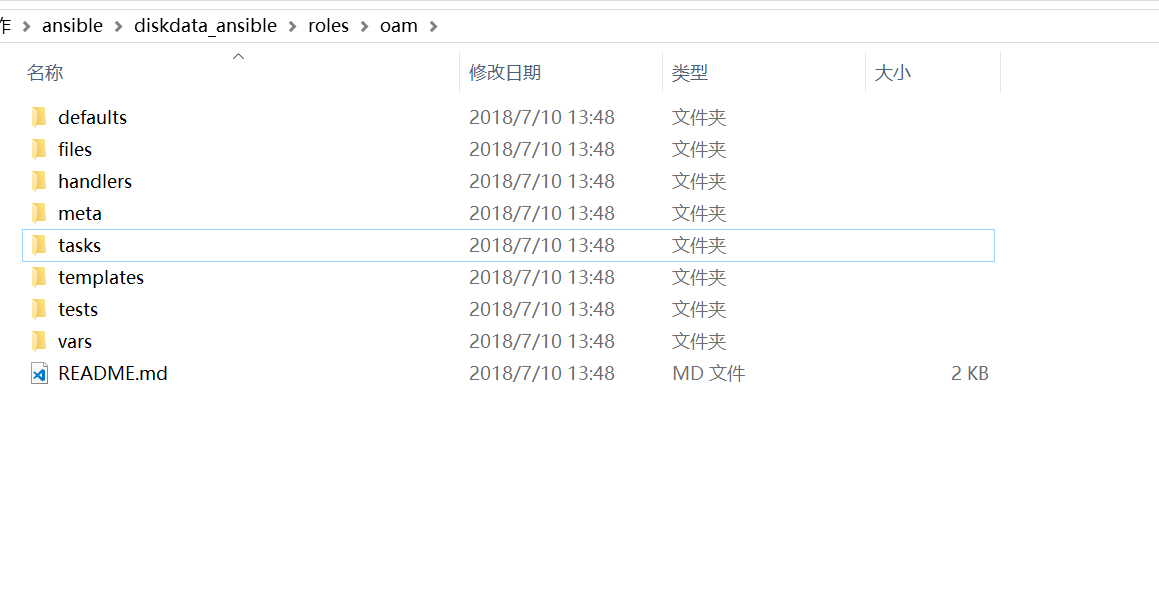 作 > ansible > diskdata_ansible > roles > oam >
名称 修改日期 类型 大小
defaults 2018/7/10 13:48 文件夹
files 2018/7/10 13:48 文件夹
handlers 2018/7/10 13:48 文件夹
meta 2018/7/10 13:48 文件夹
tasks 2018/7/10 13:48 文件夹
templates 2018/7/10 13:48 文件夹
tests 2018/7/10 13:48 文件夹
vars 2018/7/10 13:48 文件夹
README.md 2018/7/10 13:48 MD 文件 2 KB